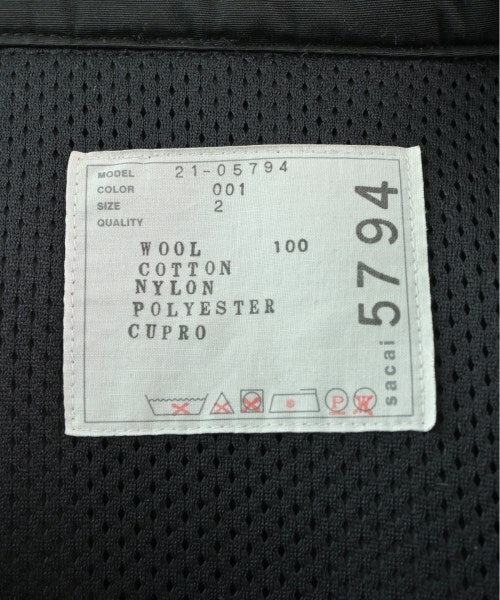 MODEL 21-05794
COLOR 001
SIZE 2
QUALITY
WOOL 100
COTTON
NYLON
POLYESTER
CUPRO
sacai 5794
P W